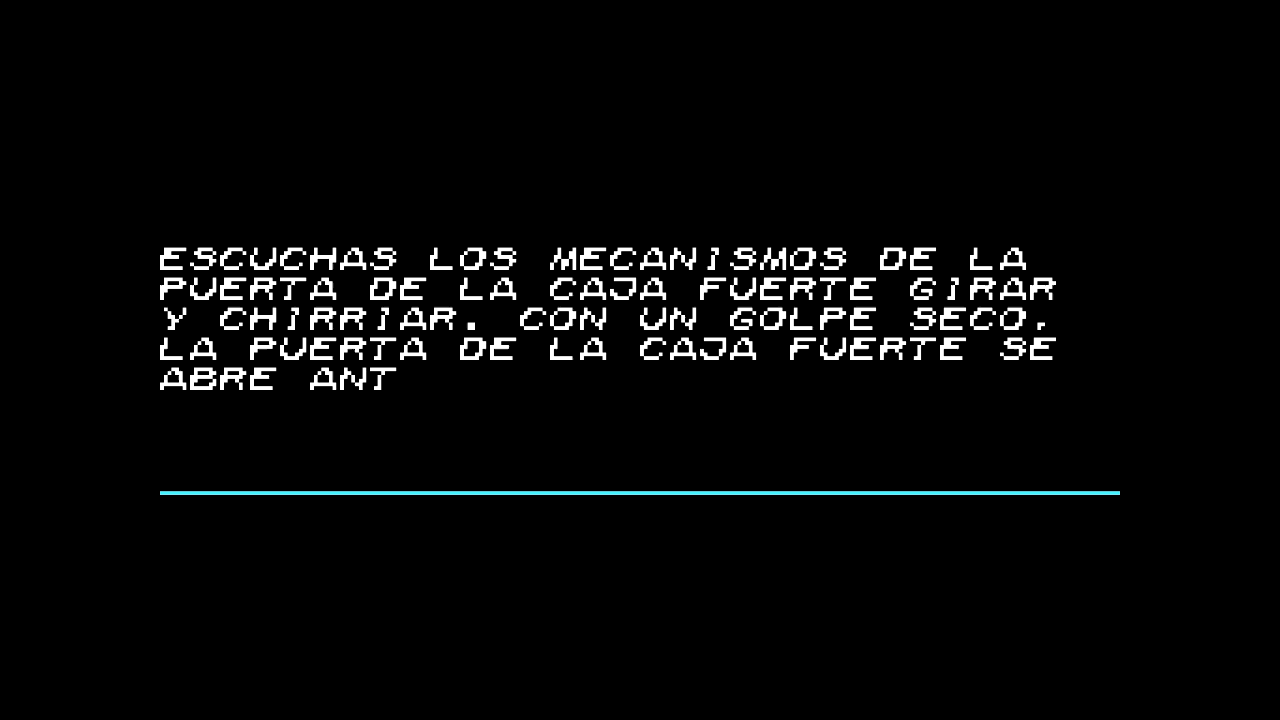 ESCUCHAS LOS MECANISMOS DE LA
PUERTA DE LA CAJA FUERTE GIRAR
Y CHIRRIAR. CON UN GOLPE SECO,
LA PUERTA DE LA CAJA FUERTE SE
ABRE ANT